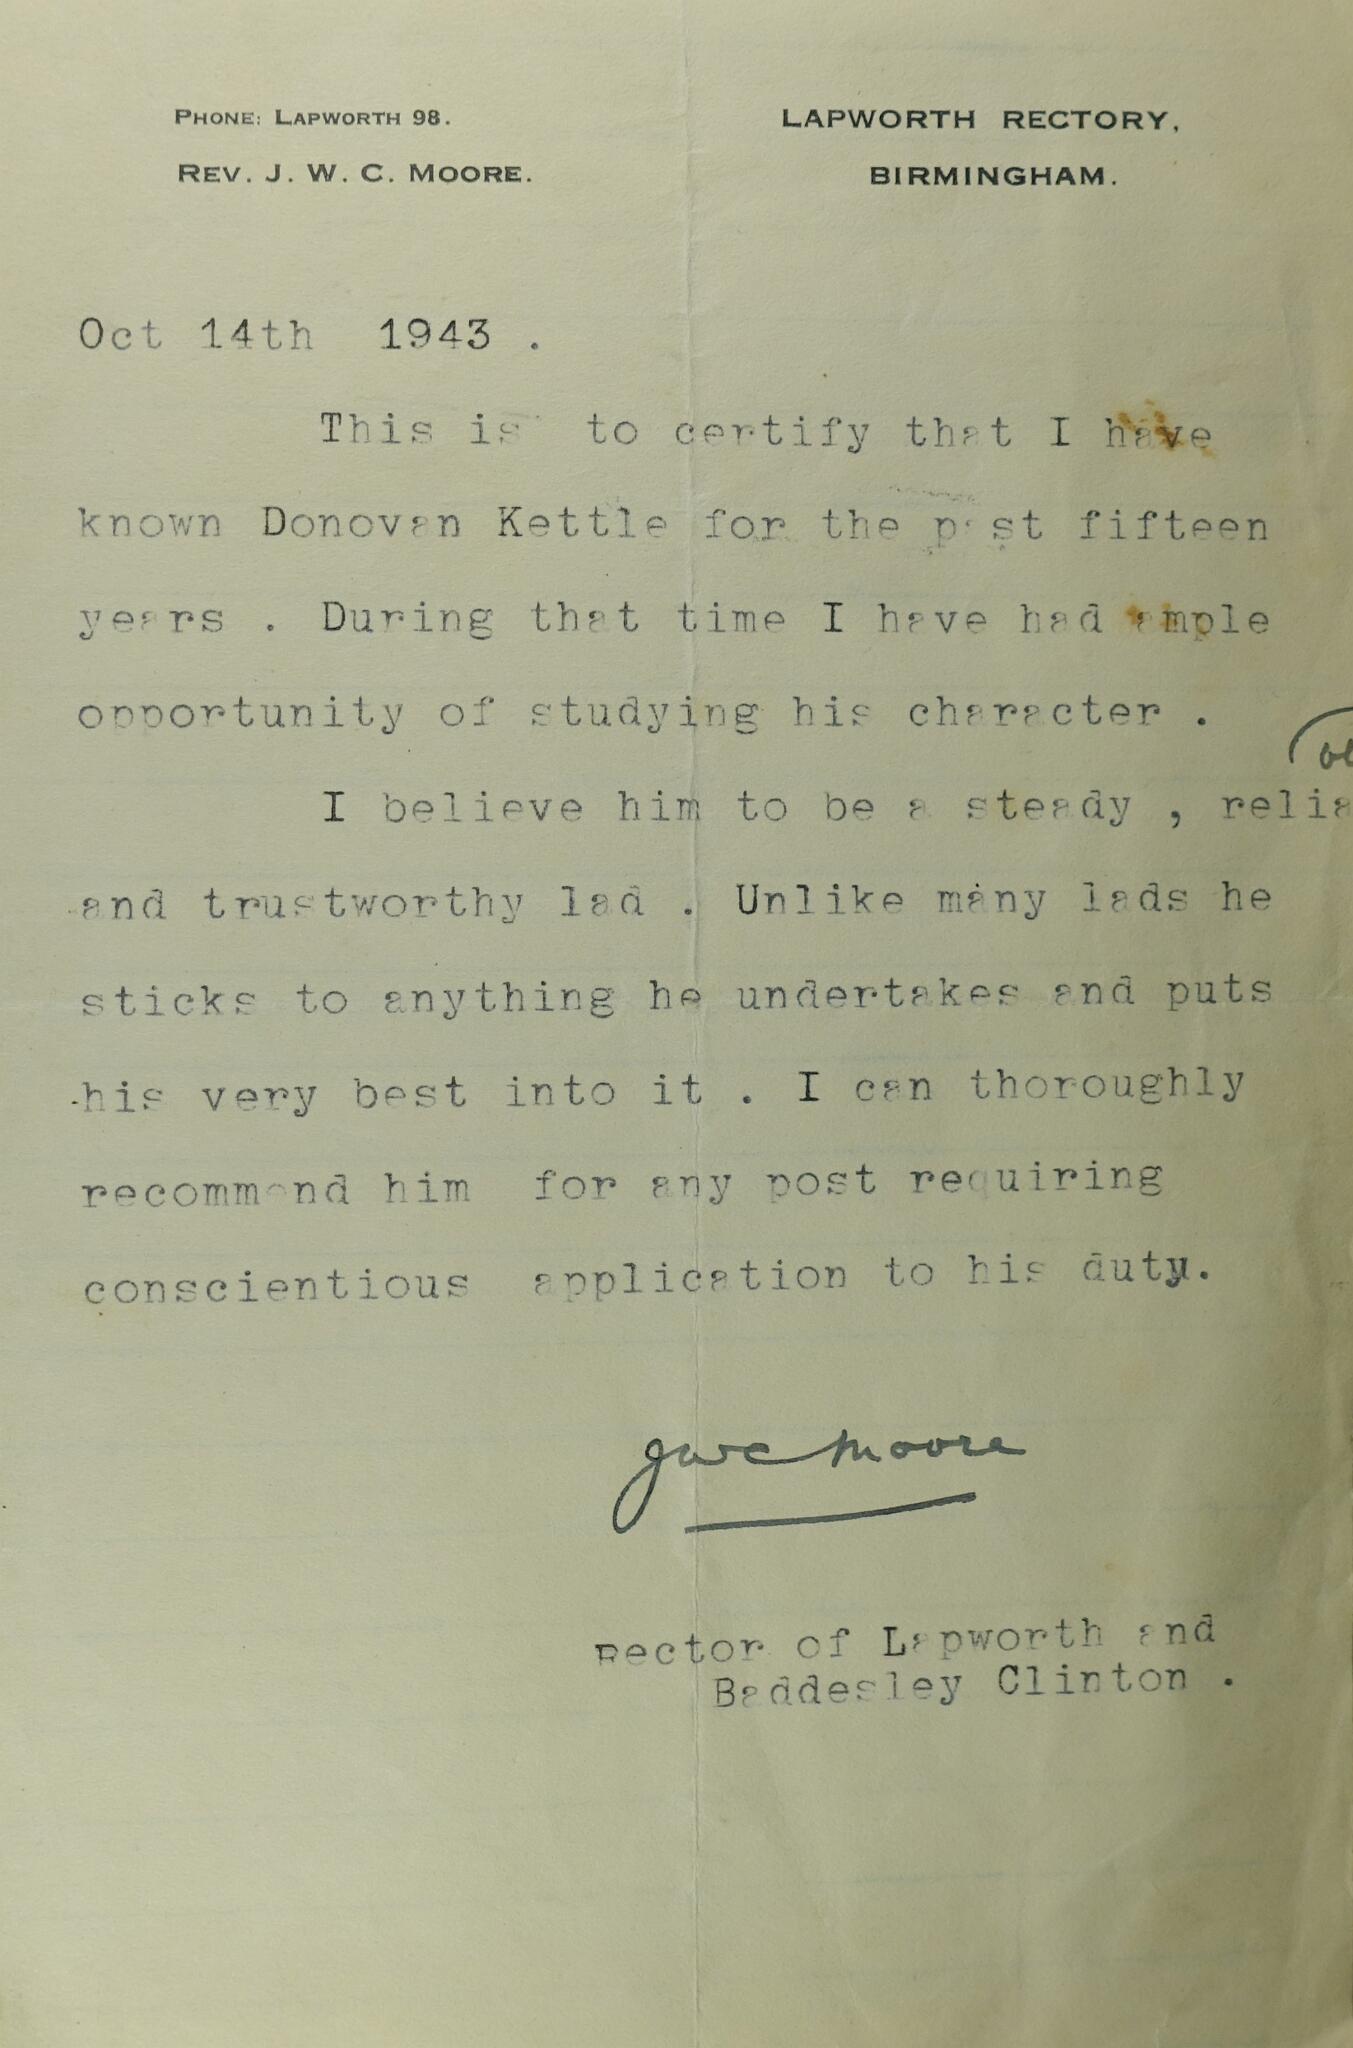 PHONE: LAPWORTH 98.
REV. J. W. C. MOORE.
LAPWORTH RECTORY,
BIRMINGHAM.
Oct 14th 1943 .
This is to certify that I have
known Donovan Kettle for the past fifteen
years . During that time I have had ample
opportunity of studying his character .
I believe him to be a steady , relia
and trustworthy lad . Unlike many lads he
sticks to anything he undertakes and puts
his very best into it . I can thoroughly
recommend him for any post requiring
conscientious application to his duty.
JWC Moore
Rector of Lapworth and
Baddesley Clinton .